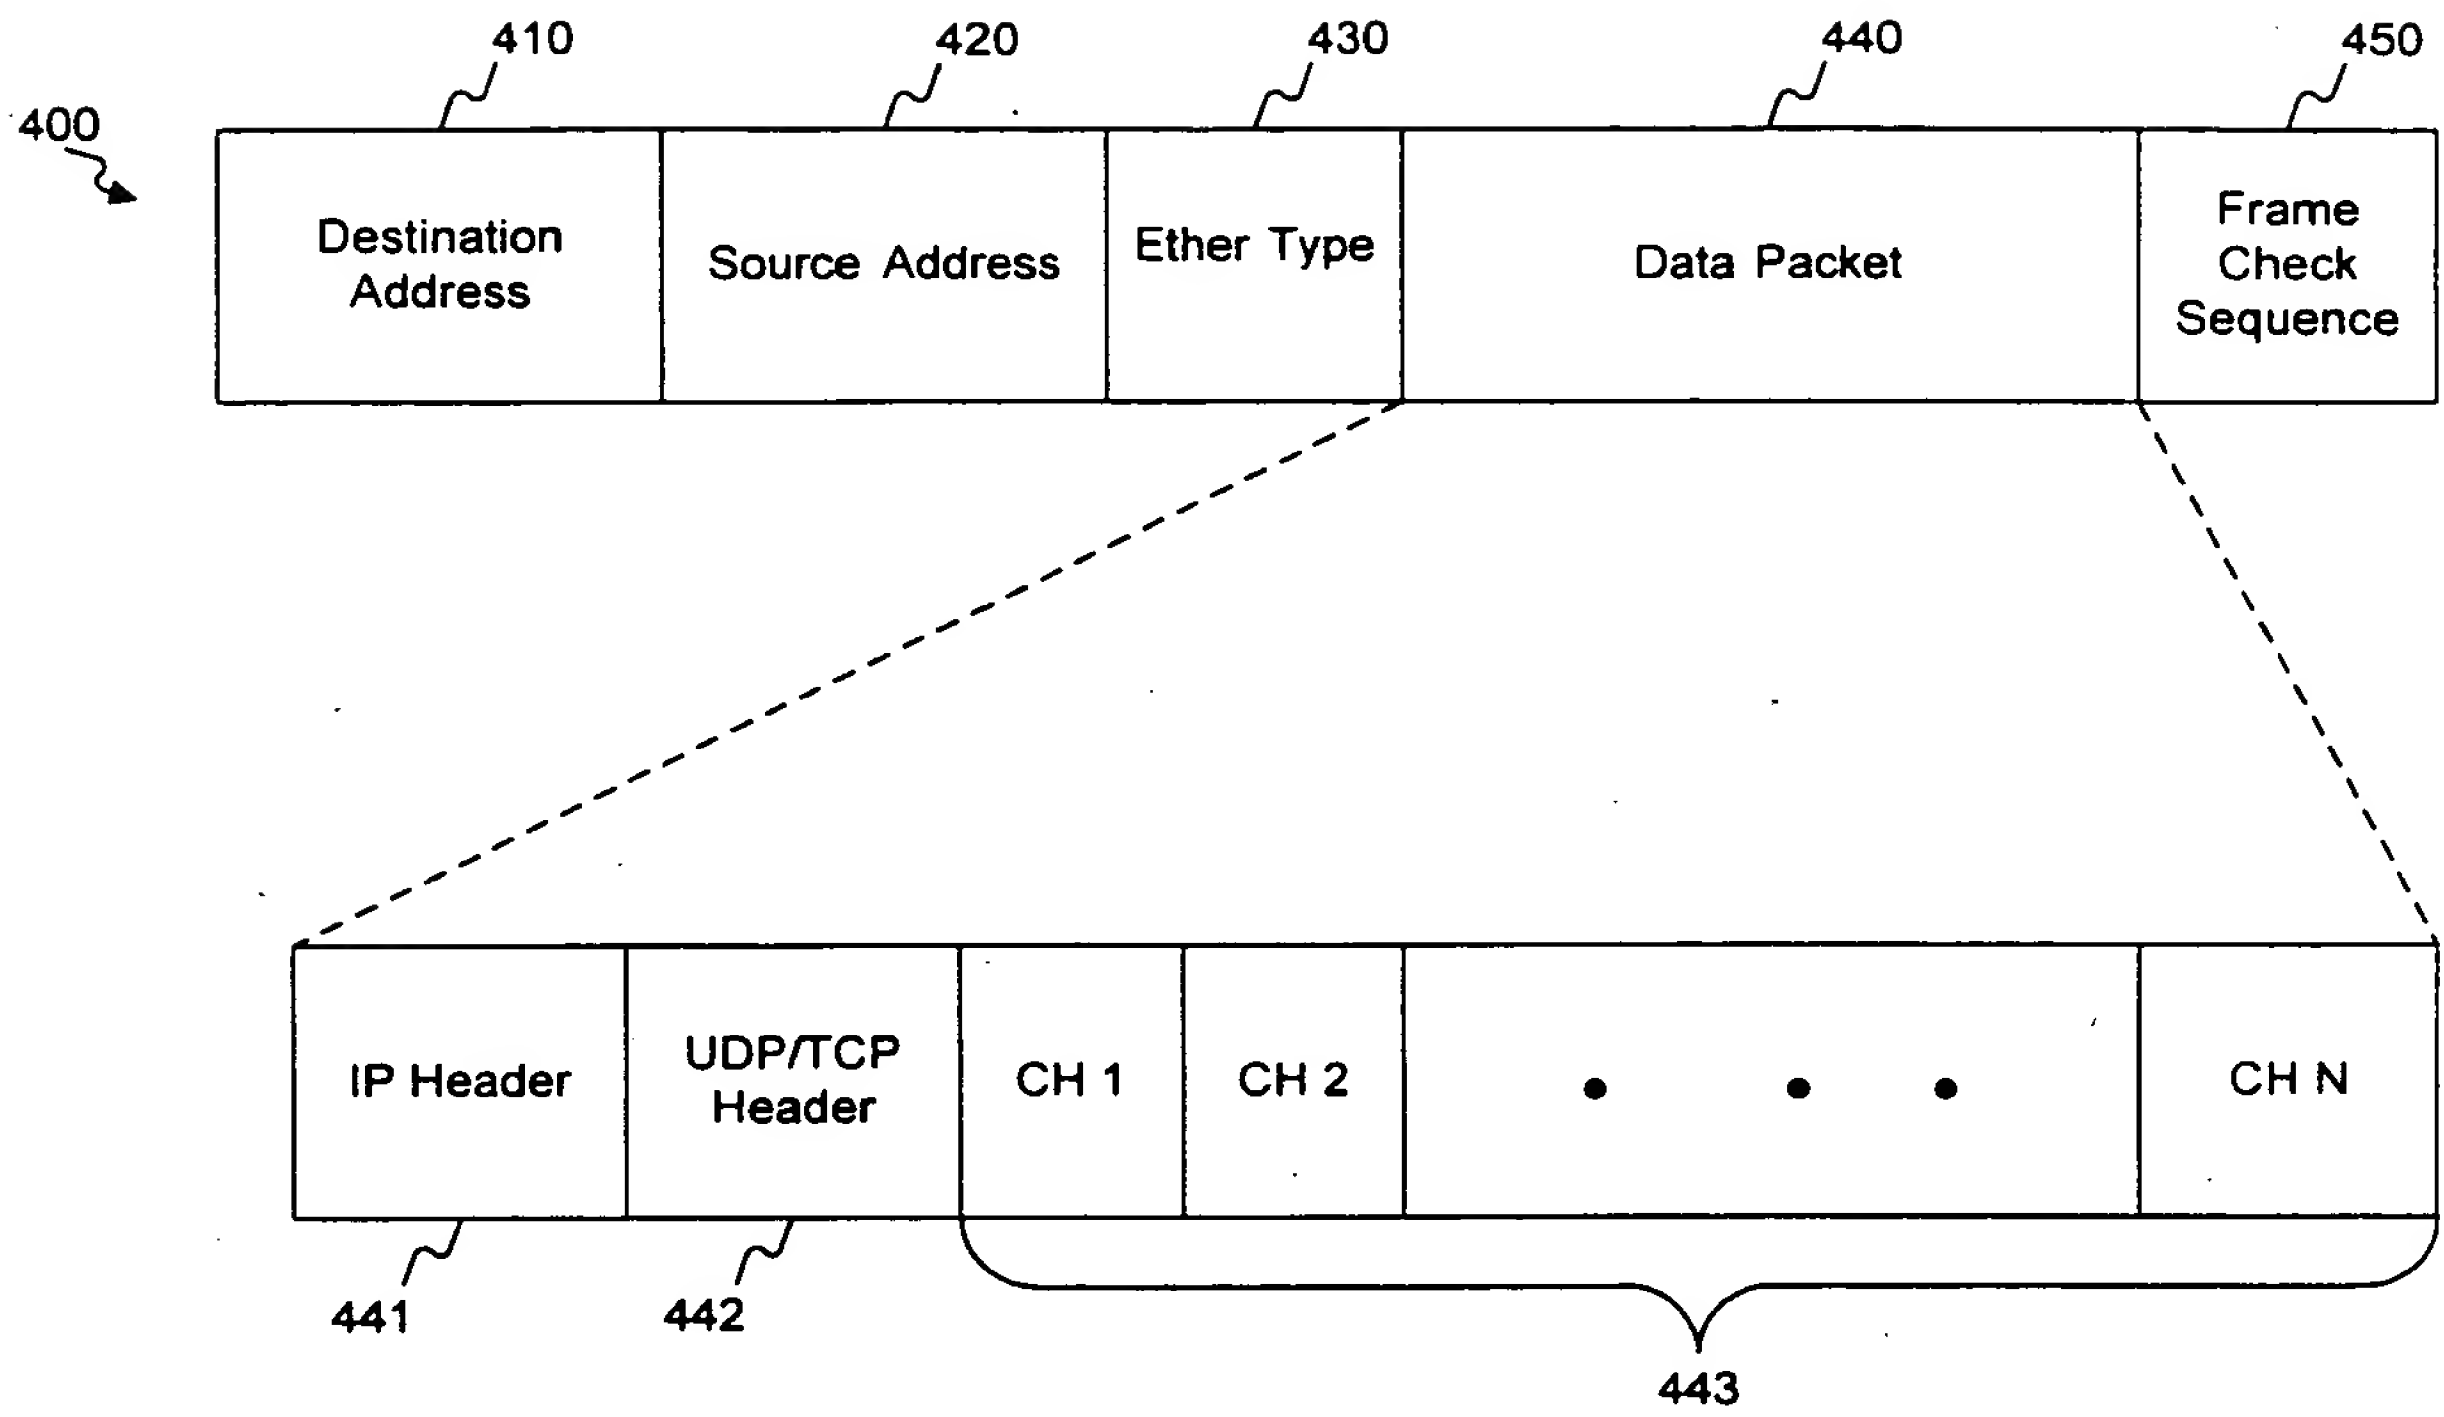 410
420
430
440
450
400
Destination
Address
Source Address
Ether Type
Data Packet
Frame
Check
Sequence
IP Header
UDP/TCP
Header
CH 1
CH 2
• • •
CH N
441
442
443